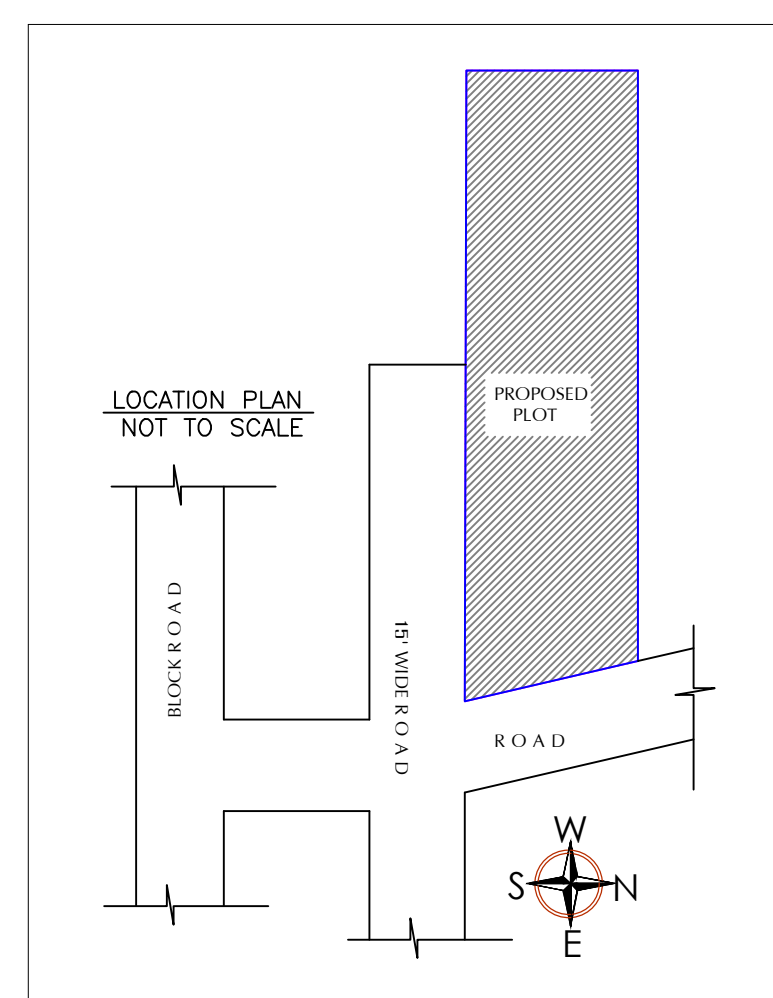 PROPOSED
PLOT
LOCATION PLAN
NOT TO SCALE
BLOCK ROAD
15' WIDE ROAD
ROAD
W
S
N
E